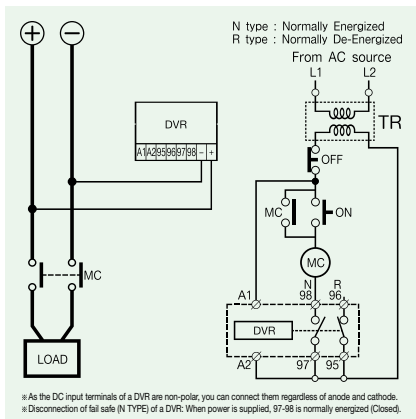 N type : Normally Energized
R type : Normally De-Energized
From AC source
L1 L2
TR
OFF
MC ON
MC
DVR
A1 A2 95 96 97 98 − +
MC
LOAD
A1 N 98 R 96
DVR
A2 97 95
※As the DC input terminals of a DVR are non-polar, you can connect them regardless of anode and cathode.
※Disconnection of fail safe (N TYPE) of a DVR: When power is supplied, 97-98 is normally energized (Closed).